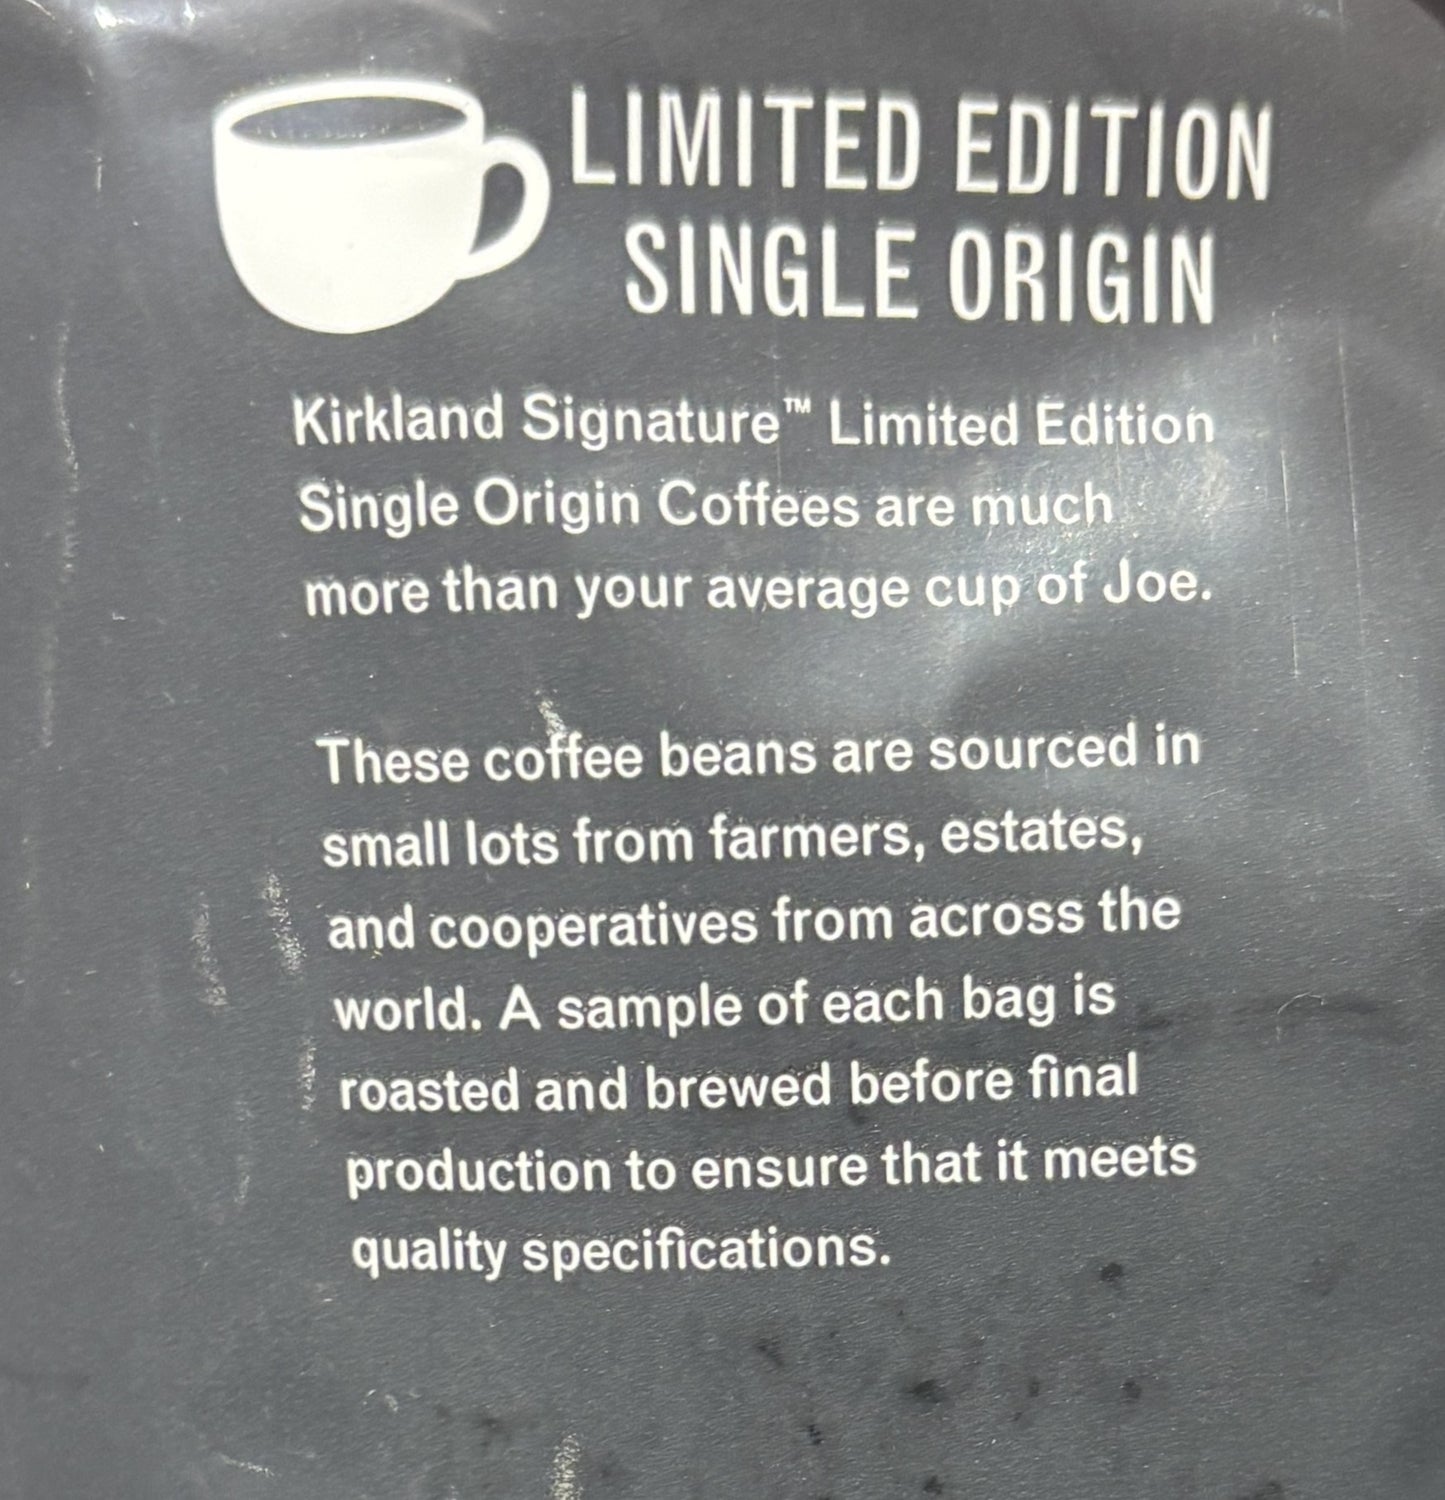 LIMITED EDITION
SINGLE ORIGIN
Kirkland Signature™ Limited Edition
Single Origin Coffees are much
more than your average cup of Joe.
These coffee beans are sourced in
small lots from farmers, estates,
and cooperatives from across the
world. A sample of each bag is
roasted and brewed before final
production to ensure that it meets
quality specifications.